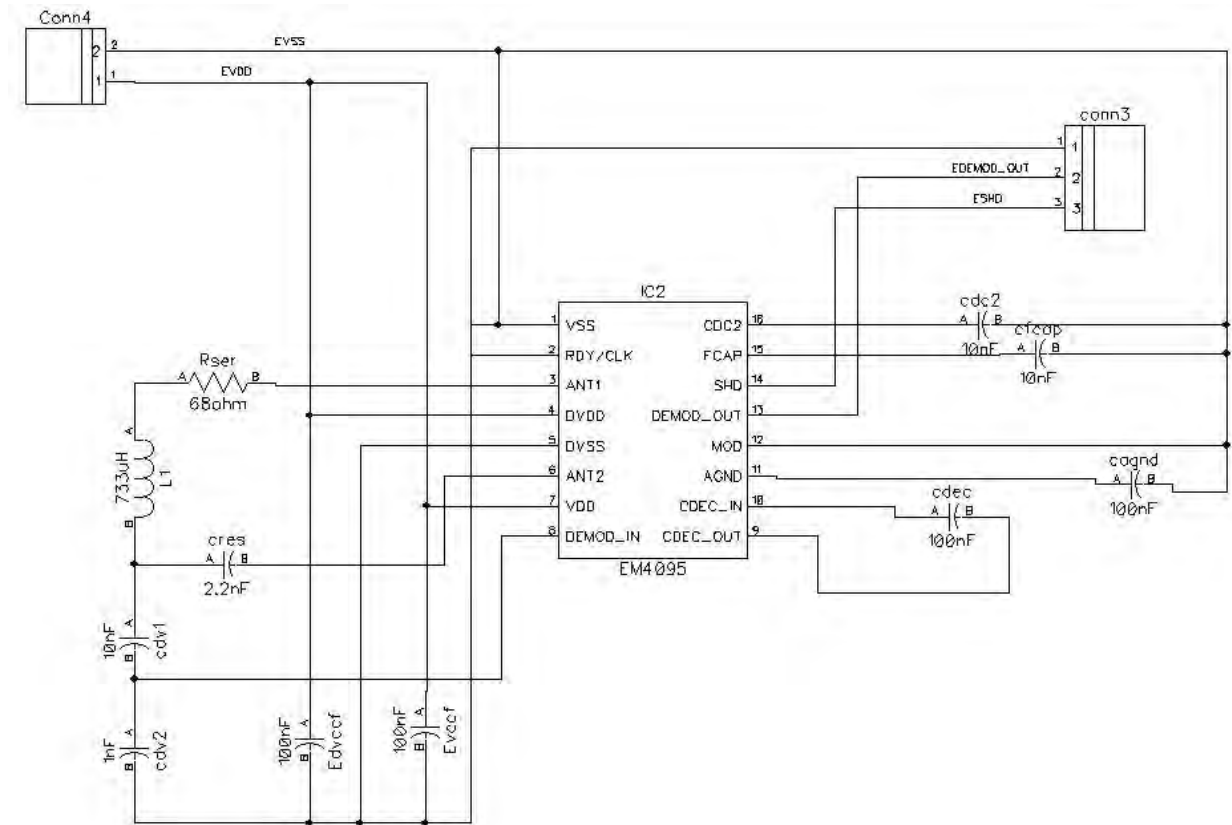 Conn4
2 2 EVSS
1 1 EVDD
conn3
1 1
EDEMOD_OUT 2 2
ESHD 3 3
IC2
1 VSS CDC2 16
2 RDY/CLK FCAP 15
3 ANT1 SHD 14
4 DVDD DEMOD_OUT 13
5 DVSS MOD 12
6 ANT2 AGND 11
7 VDD CDEC_IN 10
8 DEMOD_IN CDEC_OUT 9
EM4095
cdc2
A B
10nF
cfcap
A B
10nF
cagnd
A B
100nF
cdec
A B
100nF
Rser
A B
68ohm
A
733uH L1
B
cres
A B
2.2nF
A
10nF cdv1
B
A
1nF cdv2
B
A
100nF Edvccf
B
A
100nF Evccf
B